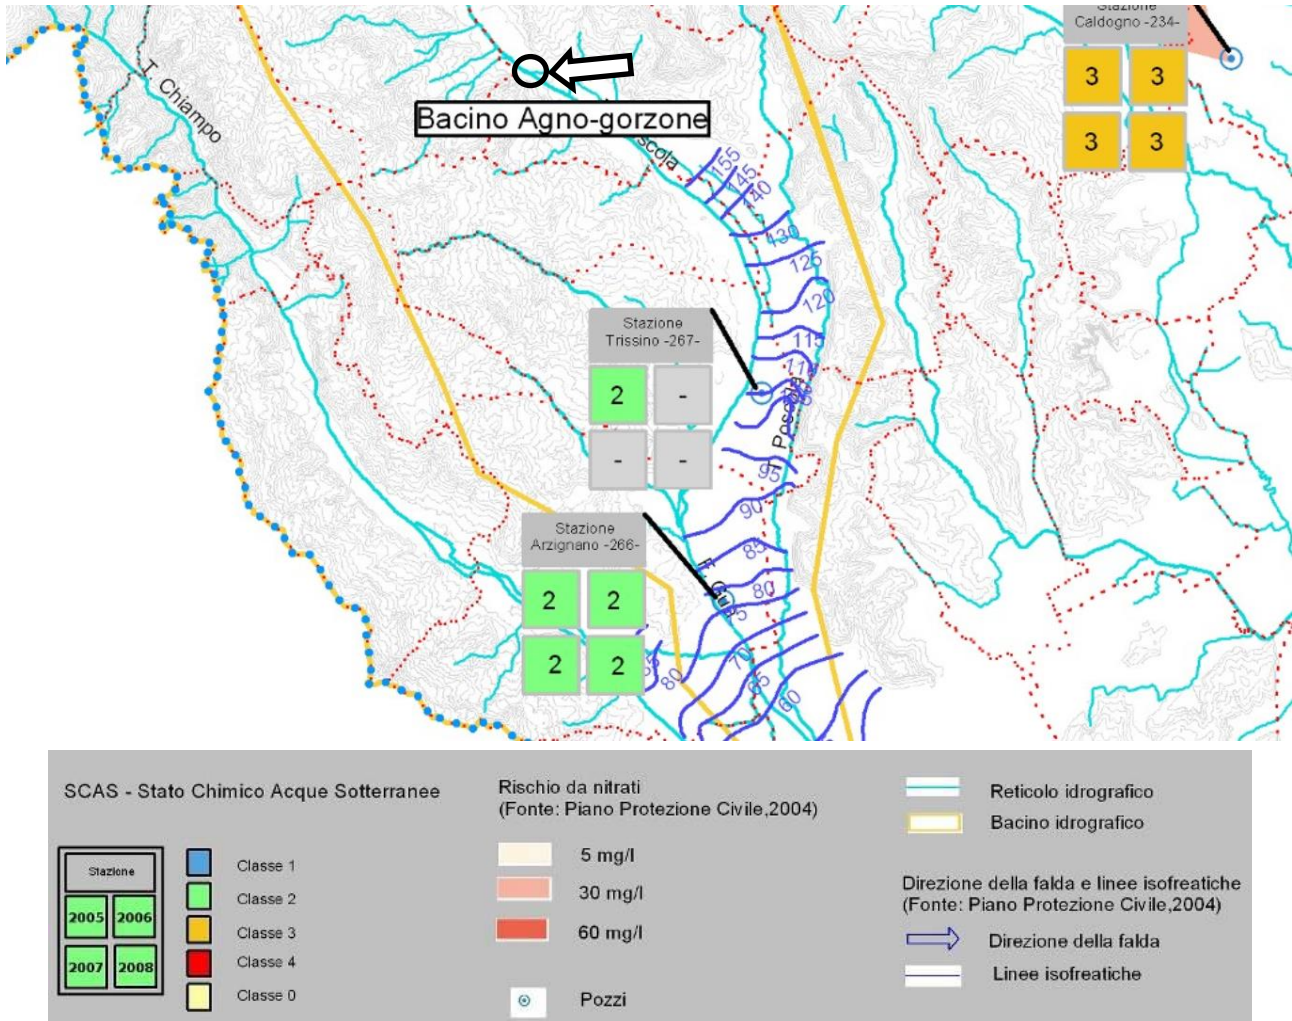 Stazione
Caldogno -234-
3 3
3 3
T. Chiampo
Bacino Agno-gorzone
scola
155
145
140
130
125
120
115
Stazione
Trissino -267-
2 -
- -
T. Possola
95
90
85
80
Stazione
Arzignano -266-
2 2
2 2
F. Gu
75
70
65
60
80
SCAS - Stato Chimico Acque Sotterranee
Stazione
2005 2006
2007 2008
Classe 1
Classe 2
Classe 3
Classe 4
Classe 0
Rischio da nitrati
(Fonte: Piano Protezione Civile,2004)
5 mg/l
30 mg/l
60 mg/l
Pozzi
Reticolo idrografico
Bacino idrografico
Direzione della falda e linee isofreatiche
(Fonte: Piano Protezione Civile,2004)
Direzione della falda
Linee isofreatiche